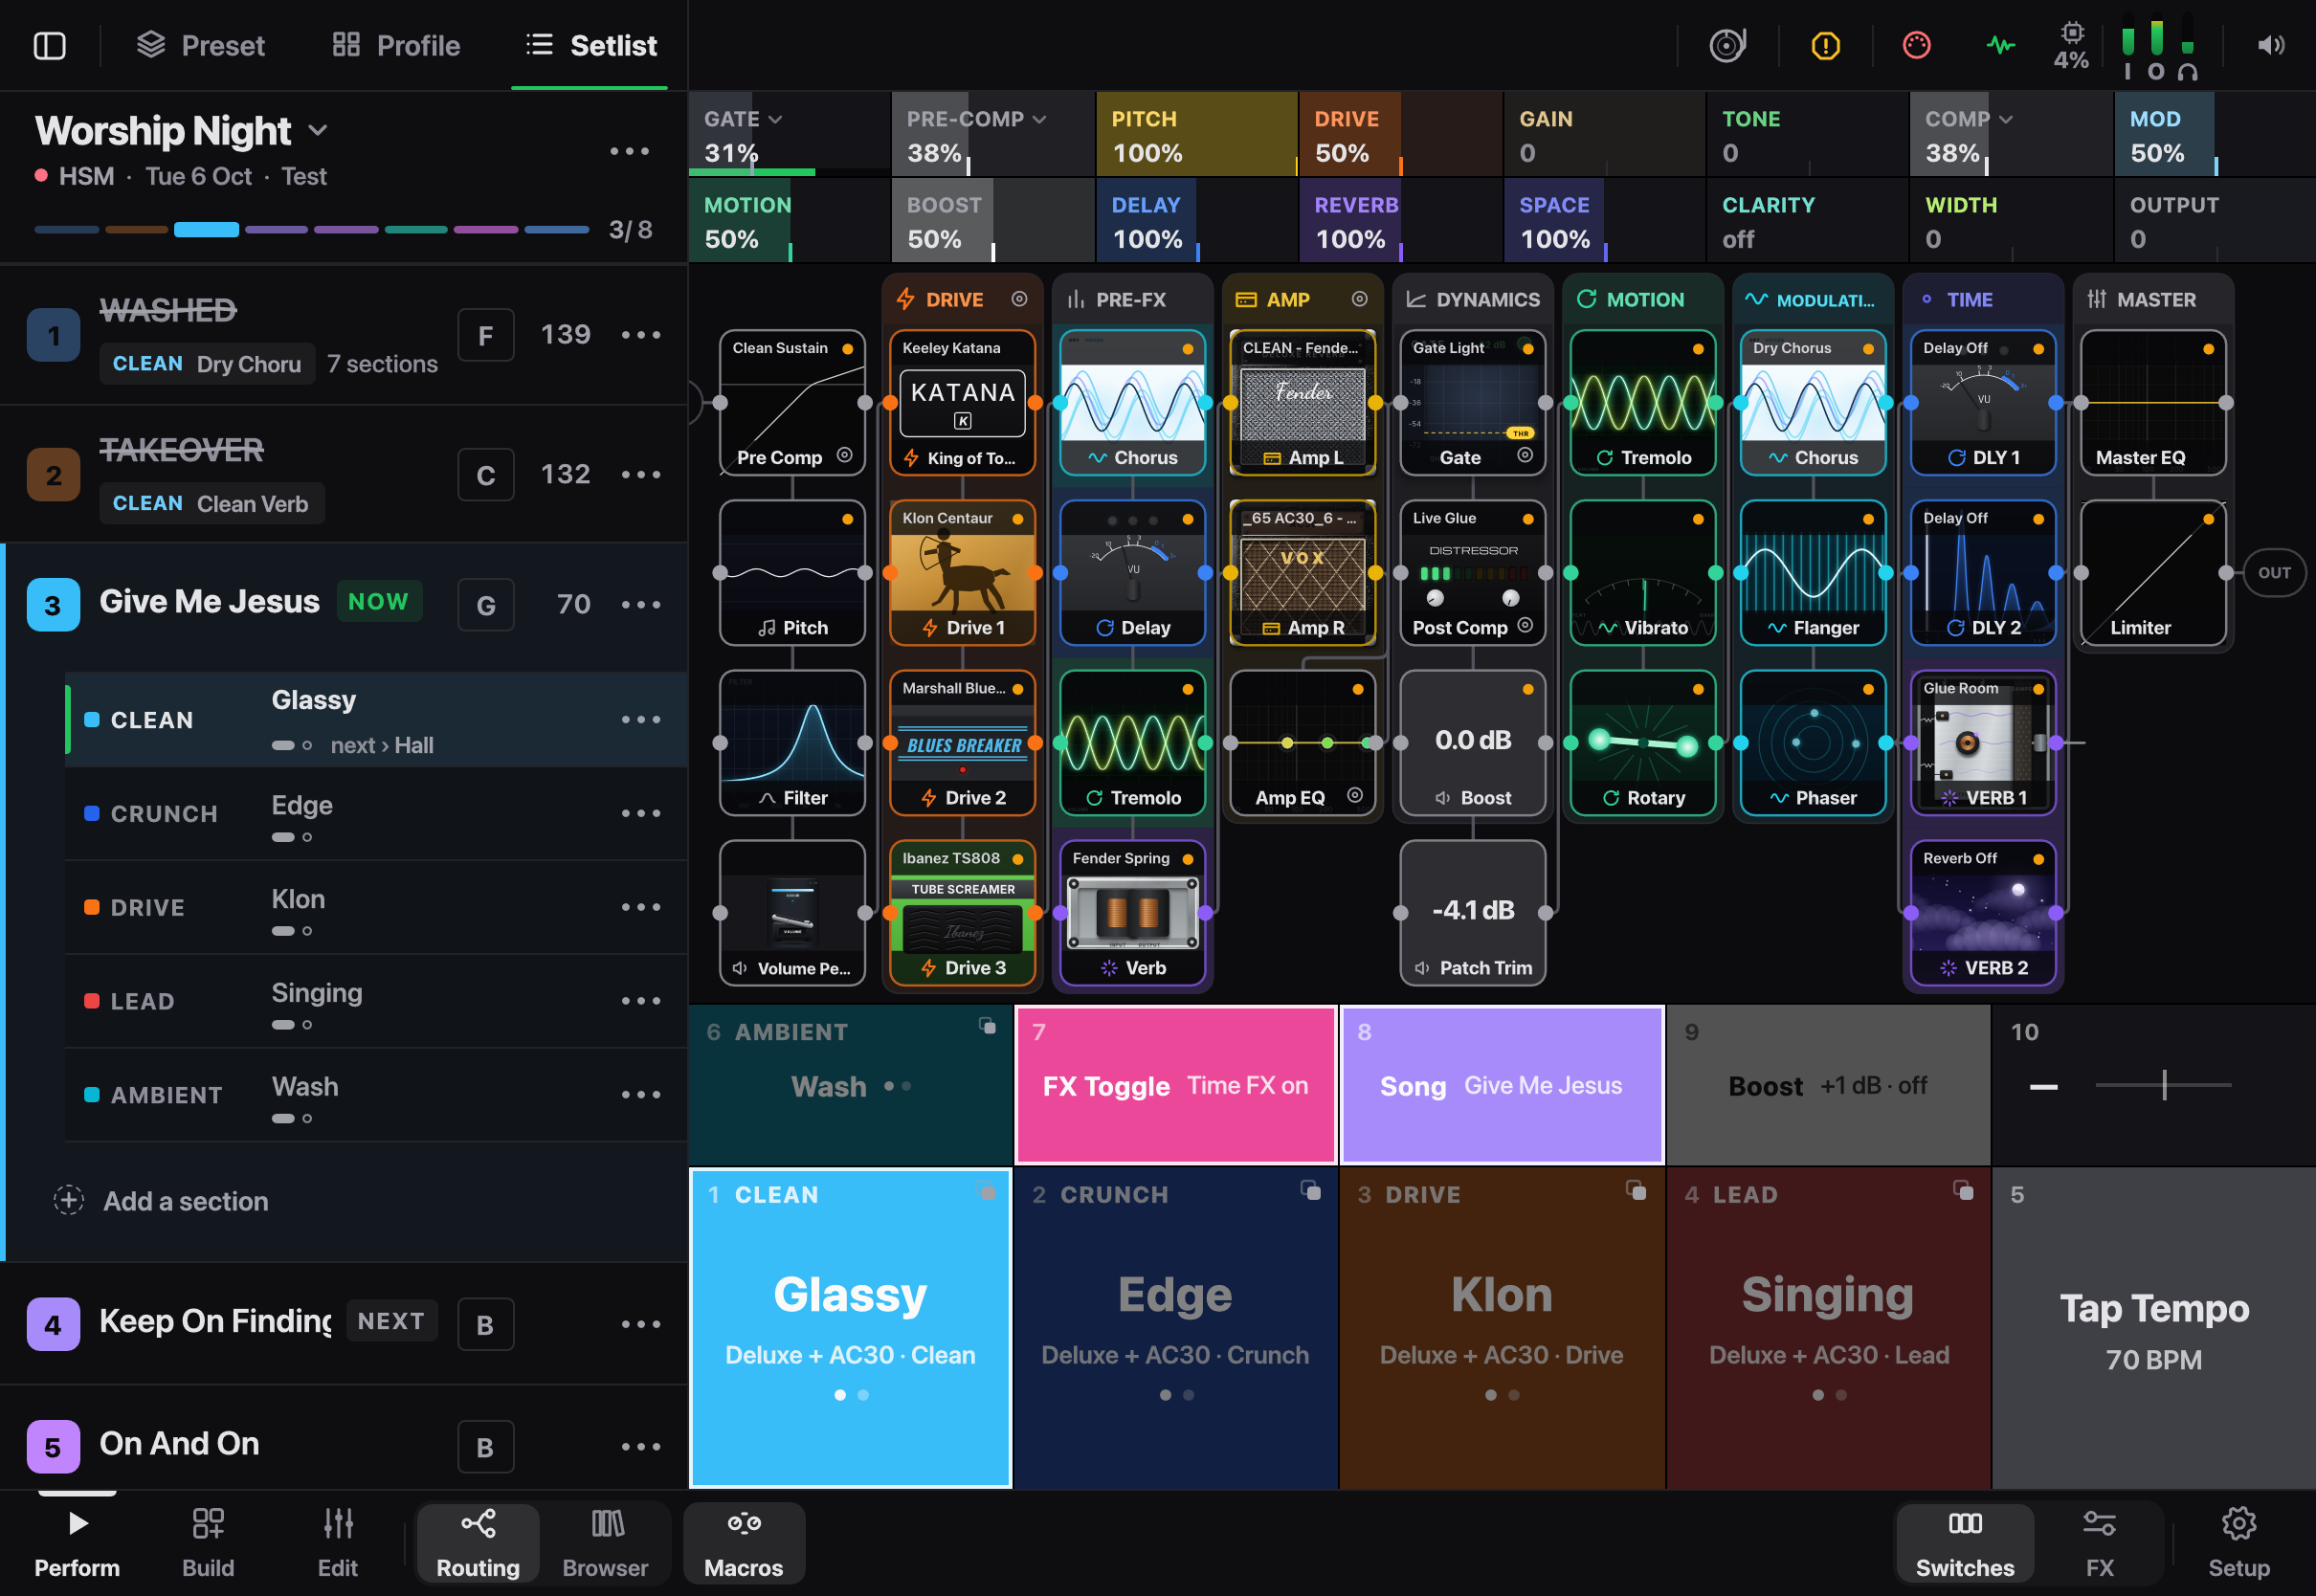 Preset
Profile
Setlist
4%
I O
Worship Night
HSM · Tue 6 Oct · Test
3/8
1
WASHED
CLEAN Dry Choru
7 sections
F
139
2
TAKEOVER
CLEAN Clean Verb
C
132
3
Give Me Jesus
NOW
G
70
CLEAN
Glassy
next › Hall
CRUNCH
Edge
DRIVE
Klon
LEAD
Singing
AMBIENT
Wash
Add a section
4
Keep On Finding
NEXT
B
5
On And On
B
GATE
31%
PRE-COMP
38%
PITCH
100%
DRIVE
50%
GAIN
0
TONE
0
COMP
38%
MOD
50%
MOTION
50%
BOOST
50%
DELAY
100%
REVERB
100%
SPACE
100%
CLARITY
off
WIDTH
0
OUTPUT
0
DRIVE
PRE-FX
AMP
DYNAMICS
MOTION
MODULATI...
TIME
MASTER
Clean Sustain
Pre Comp
Keeley Katana
KATANA
K
King of To...
Chorus
CLEAN - Fende...
Fender
Amp L
Gate Light
-18
-36
-54
THR
Gate
Tremolo
Dry Chorus
Chorus
Delay Off
VU
DLY 1
Master EQ
Pitch
Klon Centaur
Drive 1
VU
Delay
_65 AC30_6 - ...
VOX
Amp R
Live Glue
DISTRESSOR
Post Comp
Vibrato
Flanger
Delay Off
DLY 2
Limiter
OUT
FILTER
Filter
Marshall Blue...
BLUES BREAKER
Drive 2
Tremolo
Amp EQ
0.0 dB
Boost
Rotary
Phaser
Glue Room
VERB 1
VOLUME
Volume Pe...
Ibanez TS808
TUBE SCREAMER
Ibanez
Drive 3
Fender Spring
INPUT OUTPUT
Verb
-4.1 dB
Patch Trim
Reverb Off
VERB 2
6 AMBIENT
Wash
7
FX Toggle Time FX on
8
Song Give Me Jesus
9
Boost +1 dB · off
10
1 CLEAN
Glassy
Deluxe + AC30 · Clean
2 CRUNCH
Edge
Deluxe + AC30 · Crunch
3 DRIVE
Klon
Deluxe + AC30 · Drive
4 LEAD
Singing
Deluxe + AC30 · Lead
5
Tap Tempo
70 BPM
Perform
Build
Edit
Routing
Browser
Macros
Switches
FX
Setup